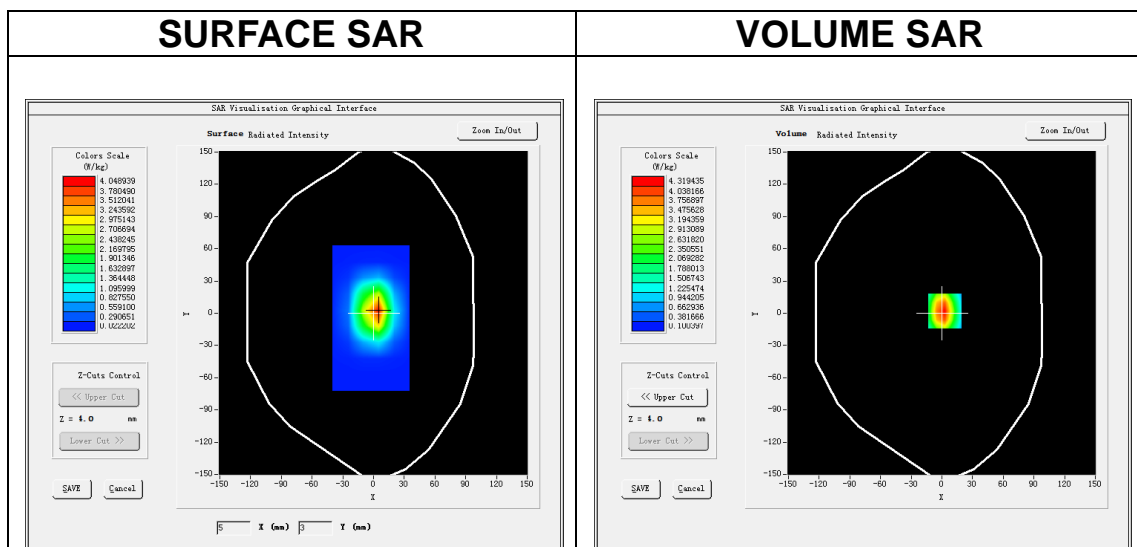 SURFACE SAR
VOLUME SAR
SAR Visualisation Graphical Interface
Surface Radiated Intensity
Zoom In/Out
Colors Scale
(W/kg)
4.048939
3.780490
3.512041
3.243592
2.975143
2.706694
2.438245
2.169795
1.901346
1.632897
1.364448
1.095999
0.827550
0.559100
0.290651
0.022202
Z-Cuts Control
<< Upper Cut
Z = 4.0 mm
Lower Cut >>
SAVE Cancel
150
120
90
60
30
0
-30
-60
-90
-120
-150
Y
-150 -120 -90 -60 -30 0 30 60 90 120 150
X
5 X (mm) 3 Y (mm)
SAR Visualisation Graphical Interface
Volume Radiated Intensity
Zoom In/Out
Colors Scale
(W/kg)
4.319435
4.038166
3.756897
3.475628
3.194359
2.913089
2.631820
2.350551
2.069282
1.788013
1.506743
1.225474
0.944205
0.662936
0.381666
0.100397
Z-Cuts Control
<< Upper Cut
Z = 4.0 mm
Lower Cut >>
SAVE Cancel
150
120
90
60
30
0
-30
-60
-90
-120
-150
Y
-150 -120 -90 -60 -30 0 30 60 90 120 150
X